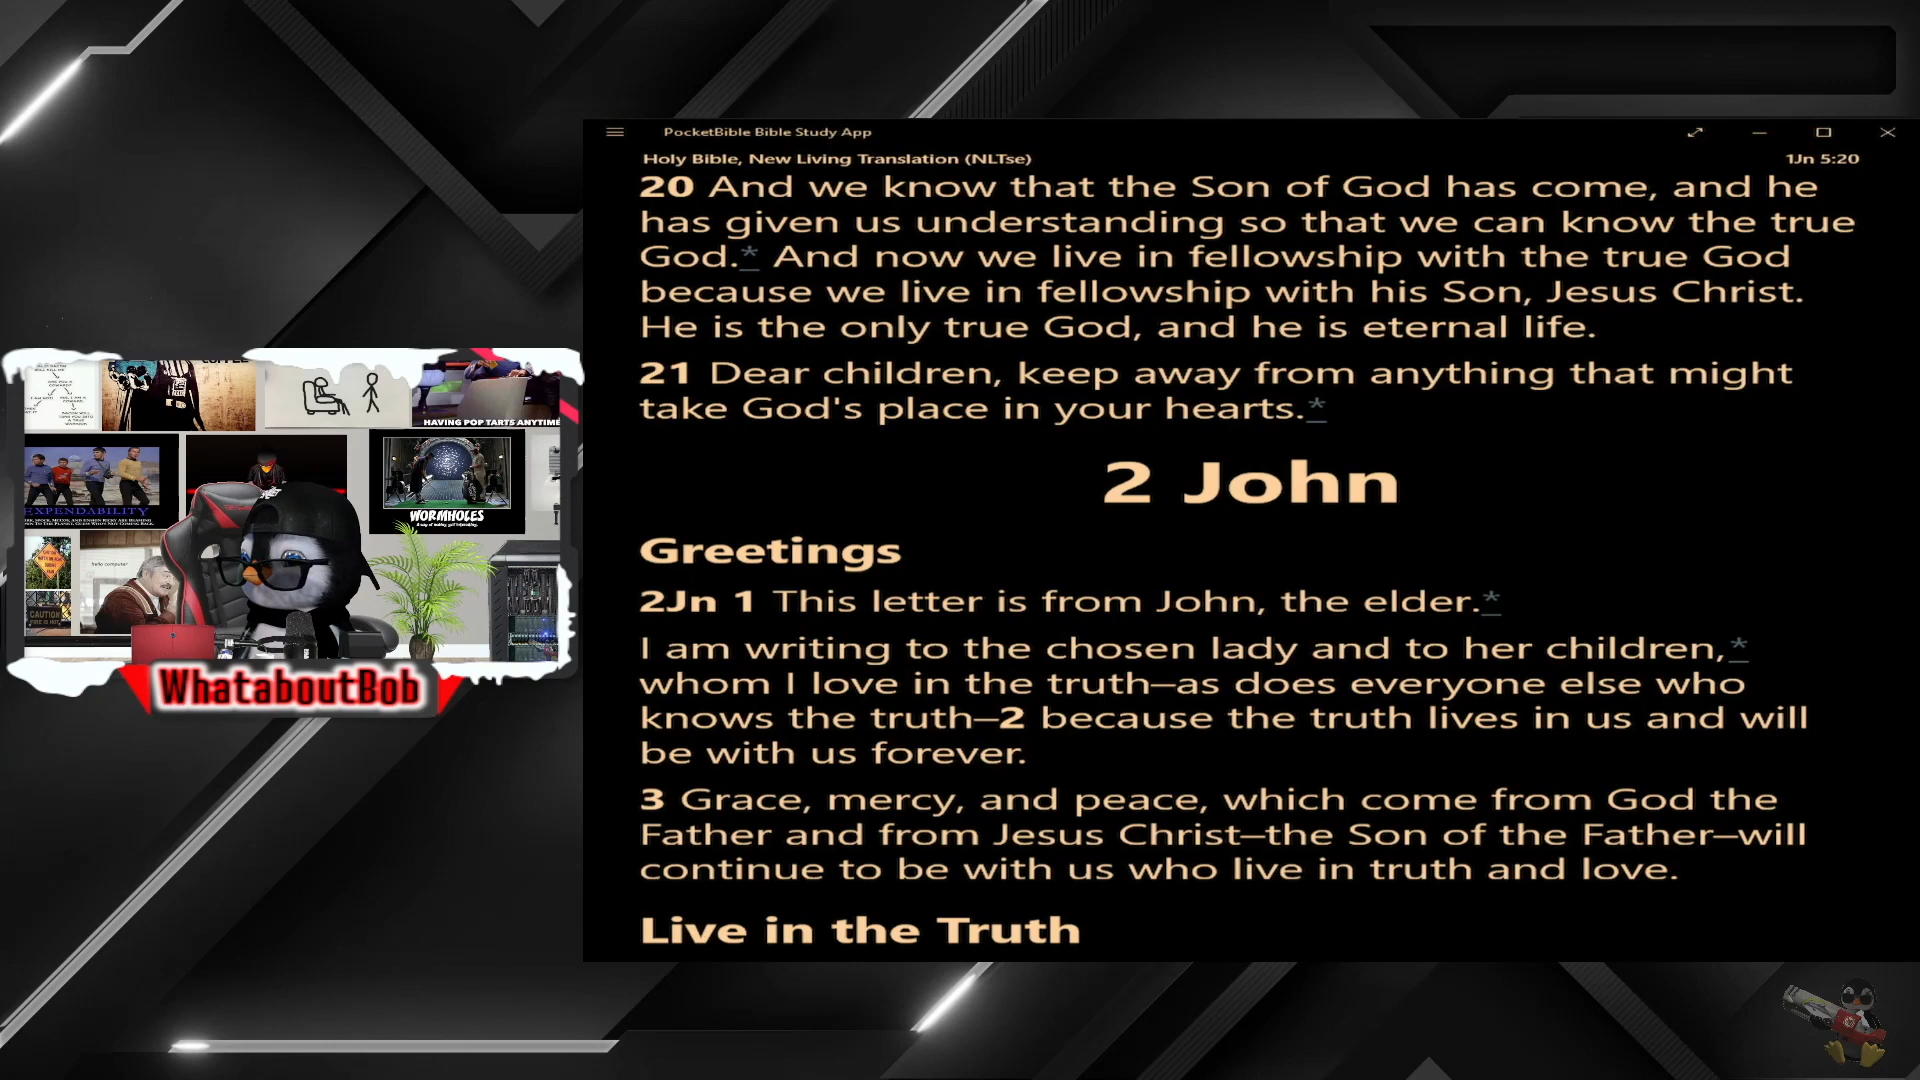 PocketBible Bible Study App
Holy Bible, New Living Translation (NLTse)
1Jn 5:20
20 And we know that the Son of God has come, and he
has given us understanding so that we can know the true
God.* And now we live in fellowship with the true God
because we live in fellowship with his Son, Jesus Christ.
He is the only true God, and he is eternal life.
21 Dear children, keep away from anything that might
take God's place in your hearts.*
2 John
Greetings
2Jn 1 This letter is from John, the elder.*
I am writing to the chosen lady and to her children,*
whom I love in the truth—as does everyone else who
knows the truth—2 because the truth lives in us and will
be with us forever.
3 Grace, mercy, and peace, which come from God the
Father and from Jesus Christ—the Son of the Father—will
continue to be with us who live in truth and love.
Live in the Truth
HAVING POP TARTS ANYTIME
EXPENDABILITY
WORMHOLES
hello computer
CAUTION
FIRE IS HOT
WhataboutBob